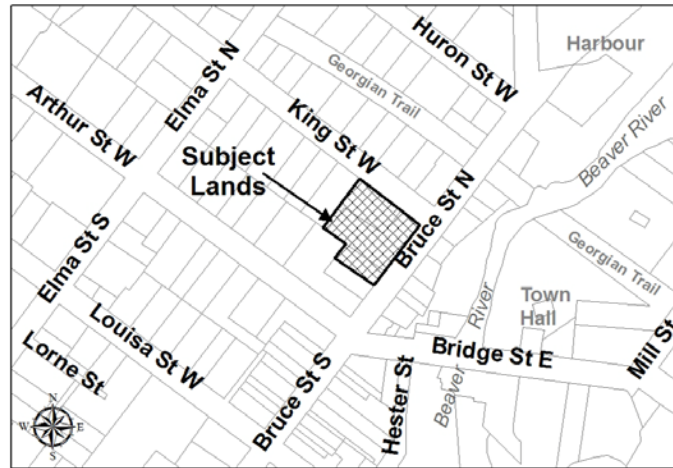 Huron St W
Harbour
Elma St N
Georgian Trail
Arthur St W
King St W
Beaver River
Subject
Lands
Bruce St N
Elma St S
Georgian Trail
River
Town
Hall
Louisa St W
Bridge St E
Mill St
Lorne St
Bruce St S
Hester St
Beaver
N
W
E
S